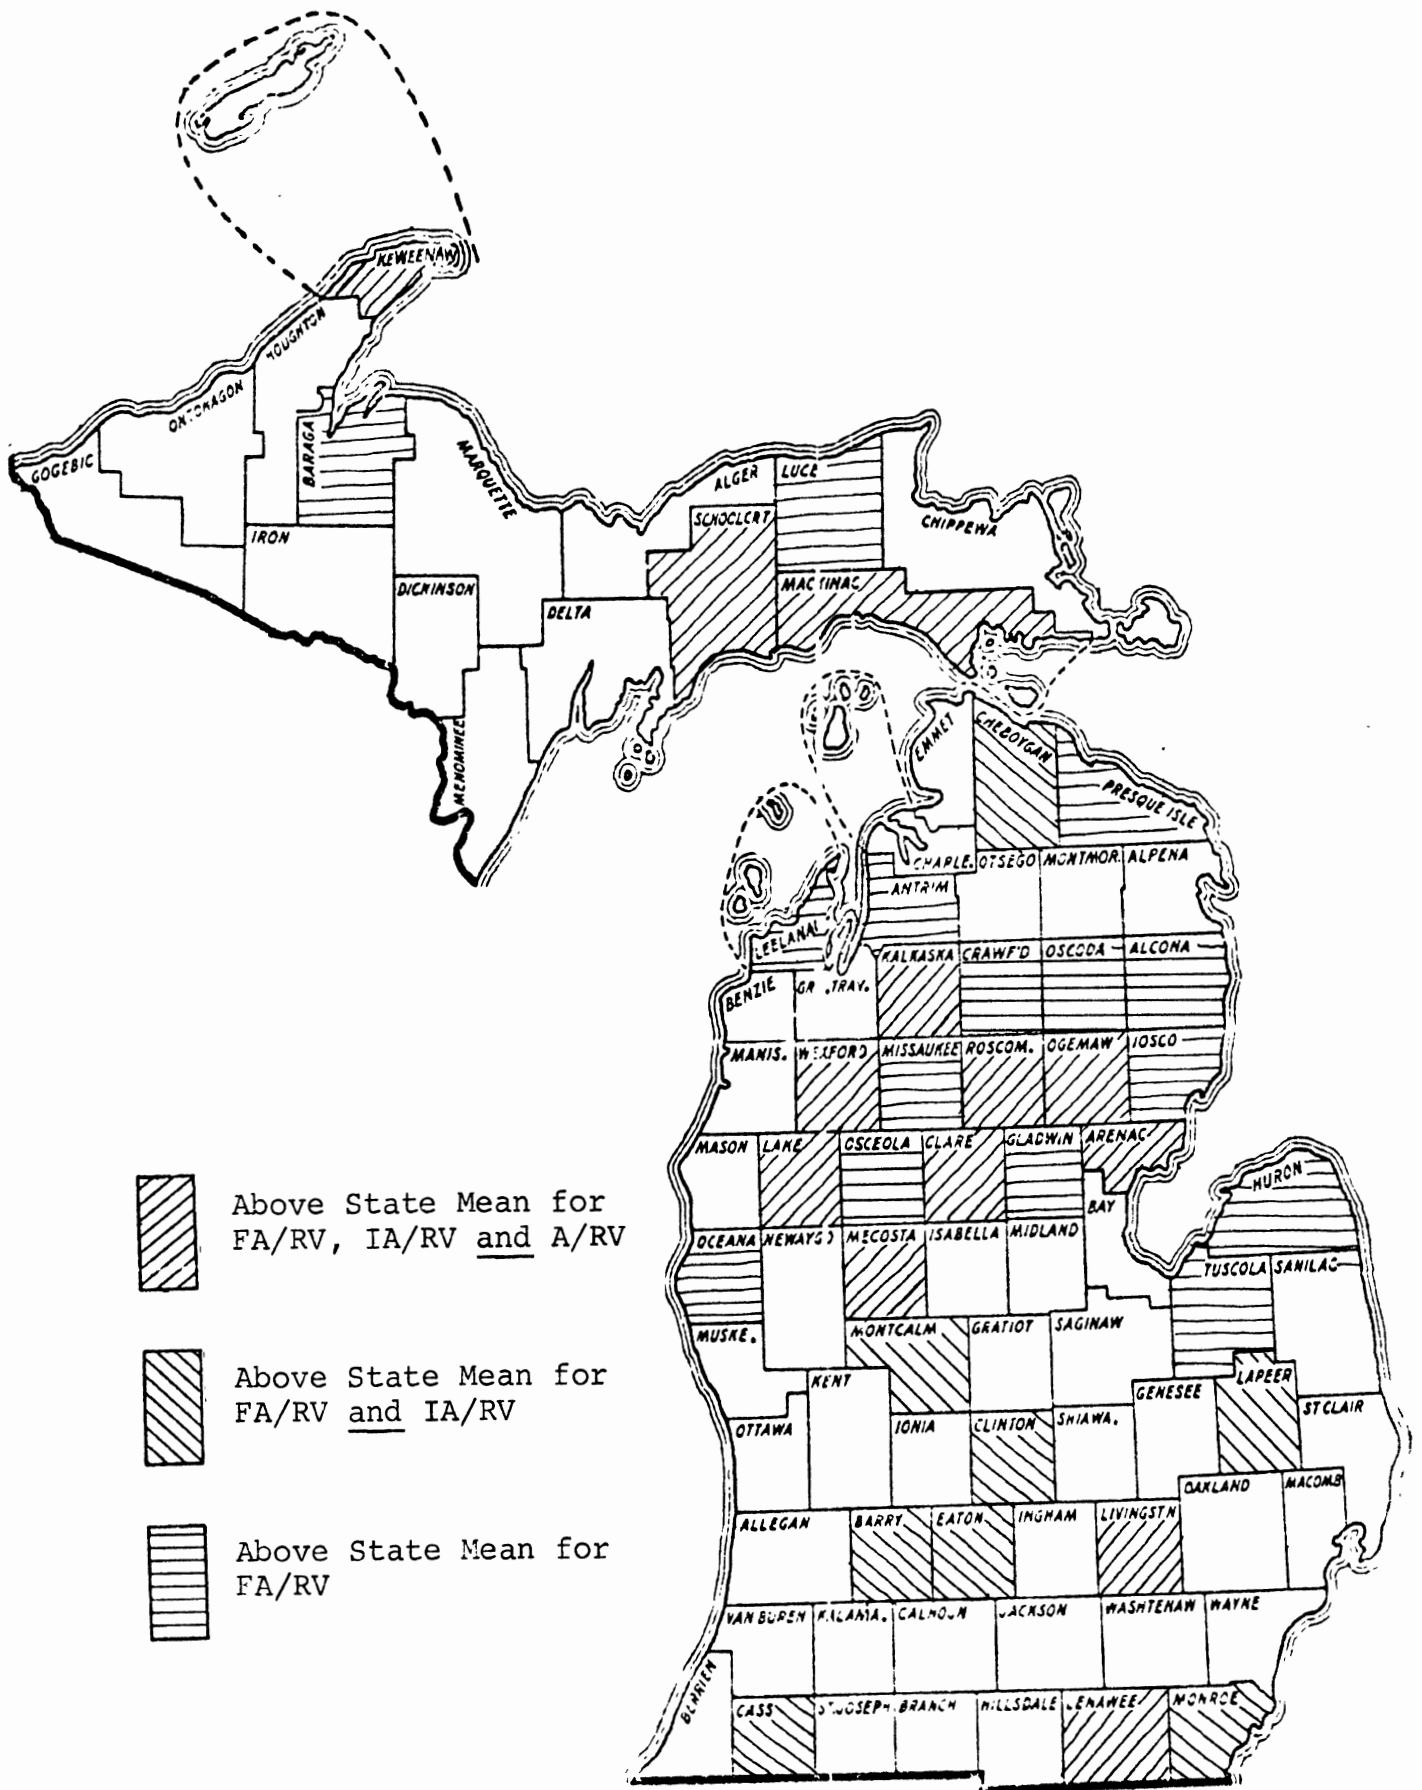 KEWEENAW
HOUGHTON
ONTONAGON
GOGEBIC
BARAGA
MARQUETTE
ALGER
LUCE
CHIPPEWA
SCHOOLCRT
IRON
MACKINAC
DICKINSON
DELTA
MENOMINEE
EMMET
CHEBOYGAN
PRESQUE ISLE
CHARLE. OTSEGO MONTMOR. ALPENA
ANTRIM
LEELANAU
KALKASKA CRAWF'D OSCODA ALCONA
BENZIE GR. TRAV.
MANIS. WEXFORD MISSAUKEE ROSCOM. OGEMAW IOSCO
MASON LAKE OSCEOLA CLARE GLADWIN ARENAC
HURON
BAY
Above State Mean for
FA/RV, IA/RV and A/RV
OCEANA NEWAYGO MECOSTA ISABELLA MIDLAND
TUSCOLA SANILAC
MUSKE. MONTCALM GRATIOT SAGINAW
Above State Mean for
FA/RV and IA/RV
KENT GENESEE LAPEER
ST CLAIR
OTTAWA IONIA CLINTON SHIAWA.
OAKLAND MACOMB
ALLEGAN BARRY EATON INGHAM LIVINGSTN
Above State Mean for
FA/RV
VAN BUREN KALAMA. CALHOUN JACKSON WASHTENAW WAYNE
BERRIEN
CASS ST JOSEPH BRANCH HILLSDALE LENAWEE MONROE